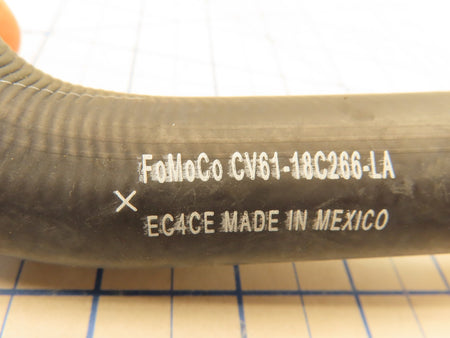 FoMoCo CV61-18C266-LA
X
EC4CE MADE IN MEXICO